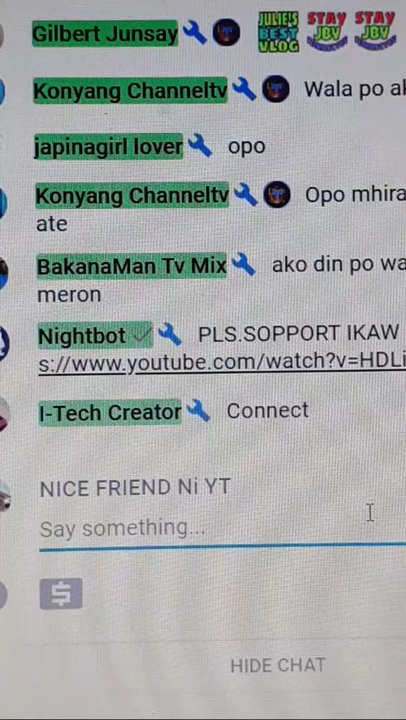 Gilbert Junsay JULIE'S BEST VLOG STAY JBV STAY JBV
Konyang Channeltv Wala po
japinagirl lover opo
Konyang Channeltv Opo mhira
ate
BakanaMan Tv Mix ako din po wa
meron
Nightbot PLS.SOPPORT IKAW
s://www.youtube.com/watch?v=HDLi
I-Tech Creator Connect
NICE FRIEND Ni YT
Say something...
HIDE CHAT